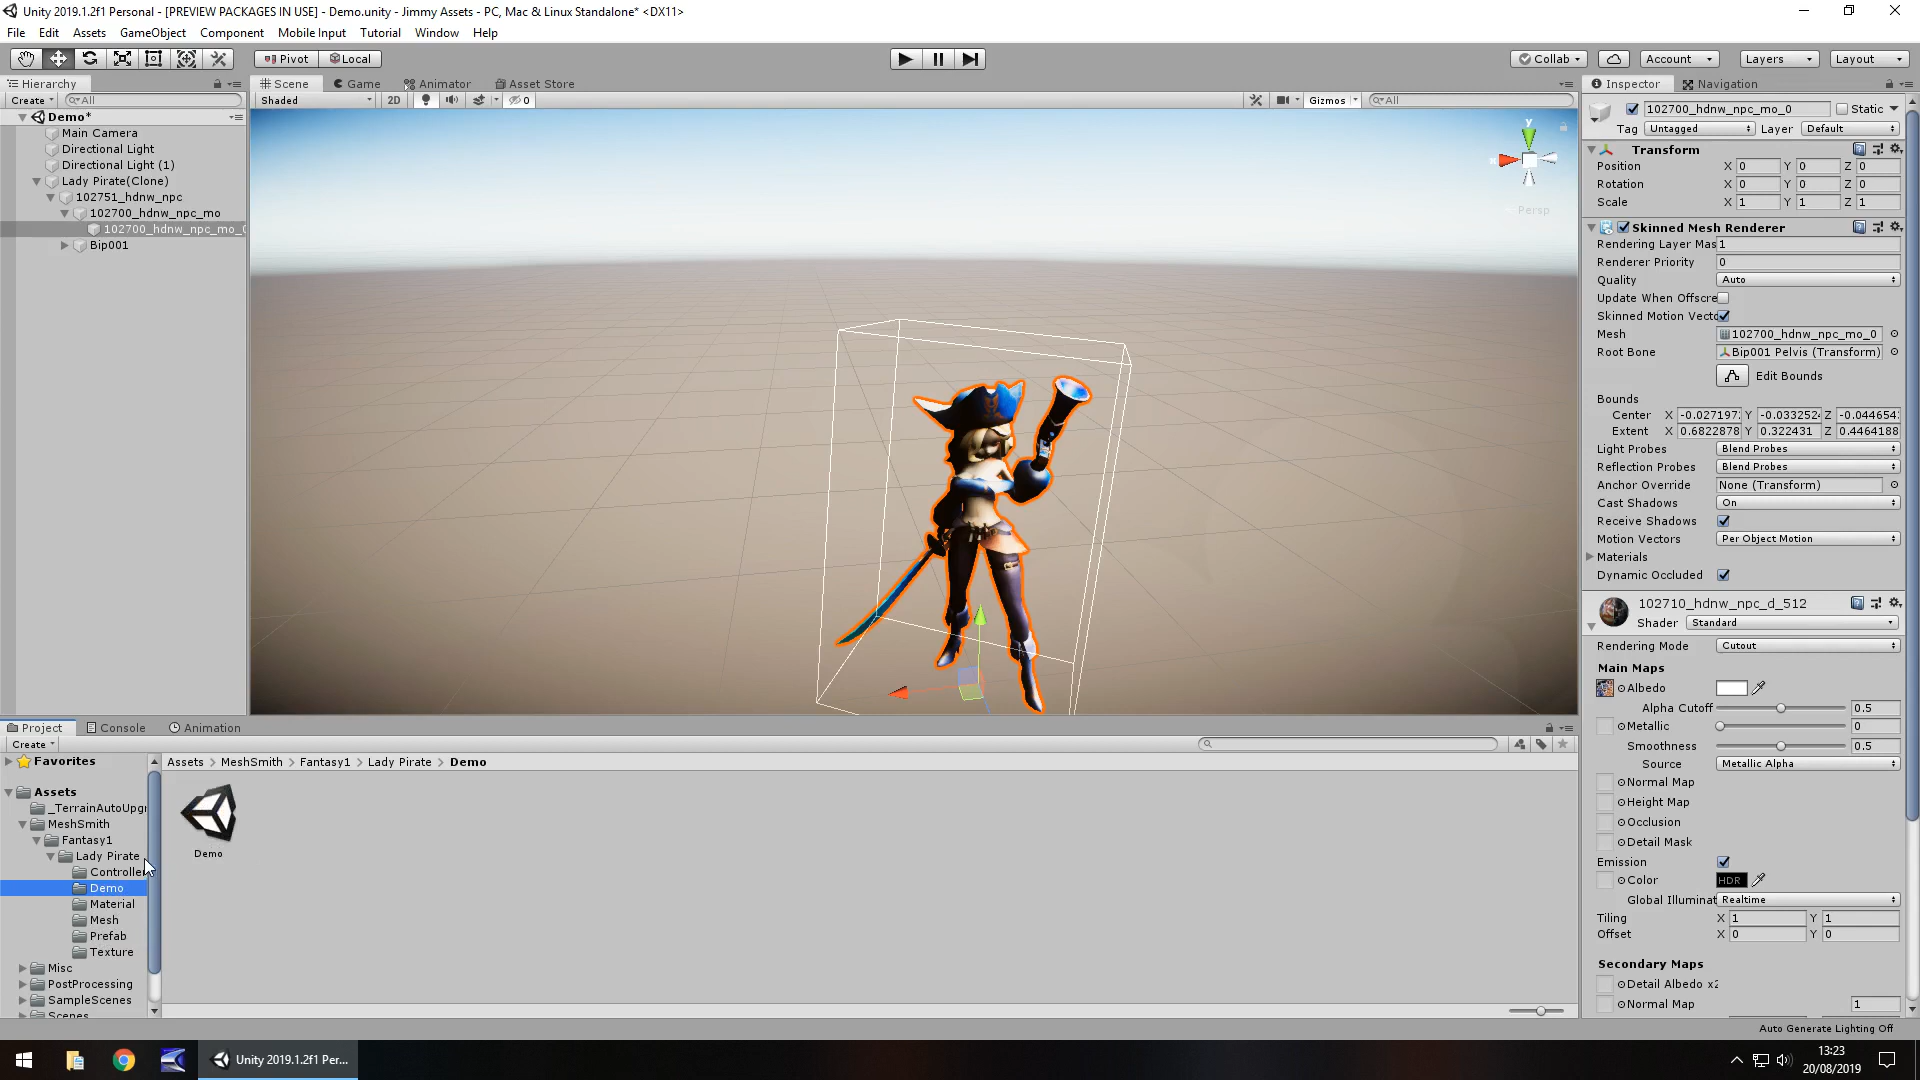 Unity 2019.1.2f1 Personal - [PREVIEW PACKAGES IN USE] - Demo.unity - Jimmy Assets - PC, Mac & Linux Standalone* <DX11>
File Edit Assets GameObject Component Mobile Input Tutorial Window Help
Pivot Local Collab Account Layers Layout
Hierarchy Scene Game Animator Asset Store Inspector Navigation
Create All Shaded 2D 0 Gizmos All
Demo*
Main Camera
Directional Light
Directional Light (1)
Lady Pirate(Clone)
102751_hdnw_npc
102700_hdnw_npc_mo
102700_hdnw_npc_mo_0
Bip001
y
x
Persp
102700_hdnw_npc_mo_0 Static
Tag Untagged Layer Default
Transform
Position X 0 Y 0 Z 0
Rotation X 0 Y 0 Z 0
Scale X 1 Y 1 Z 1
Skinned Mesh Renderer
Rendering Layer Mas 1
Renderer Priority 0
Quality Auto
Update When Offscre
Skinned Motion Vecto
Mesh 102700_hdnw_npc_mo_0
Root Bone Bip001 Pelvis (Transform)
Edit Bounds
Bounds
Center X -0.027197 Y -0.033252 Z -0.044654
Extent X 0.6822878 Y 0.322431 Z 0.4464188
Light Probes Blend Probes
Reflection Probes Blend Probes
Anchor Override None (Transform)
Cast Shadows On
Receive Shadows
Motion Vectors Per Object Motion
Materials
Dynamic Occluded
102710_hdnw_npc_d_512
Shader Standard
Rendering Mode Cutout
Main Maps
Albedo
Alpha Cutoff 0.5
Metallic 0
Smoothness 0.5
Source Metallic Alpha
Normal Map
Height Map
Occlusion
Detail Mask
Emission
Color HDR
Global Illuminat Realtime
Tiling X 1 Y 1
Offset X 0 Y 0
Secondary Maps
Detail Albedo x2
Normal Map 1
Auto Generate Lighting Off
Project Console Animation
Create
Favorites
Assets
_TerrainAutoUpgr
MeshSmith
Fantasy1
Lady Pirate
Controller
Demo
Material
Mesh
Prefab
Texture
Misc
PostProcessing
SampleScenes
Scenes
Assets > MeshSmith > Fantasy1 > Lady Pirate > Demo
Demo
Unity 2019.1.2f1 Per...
13:23
20/08/2019